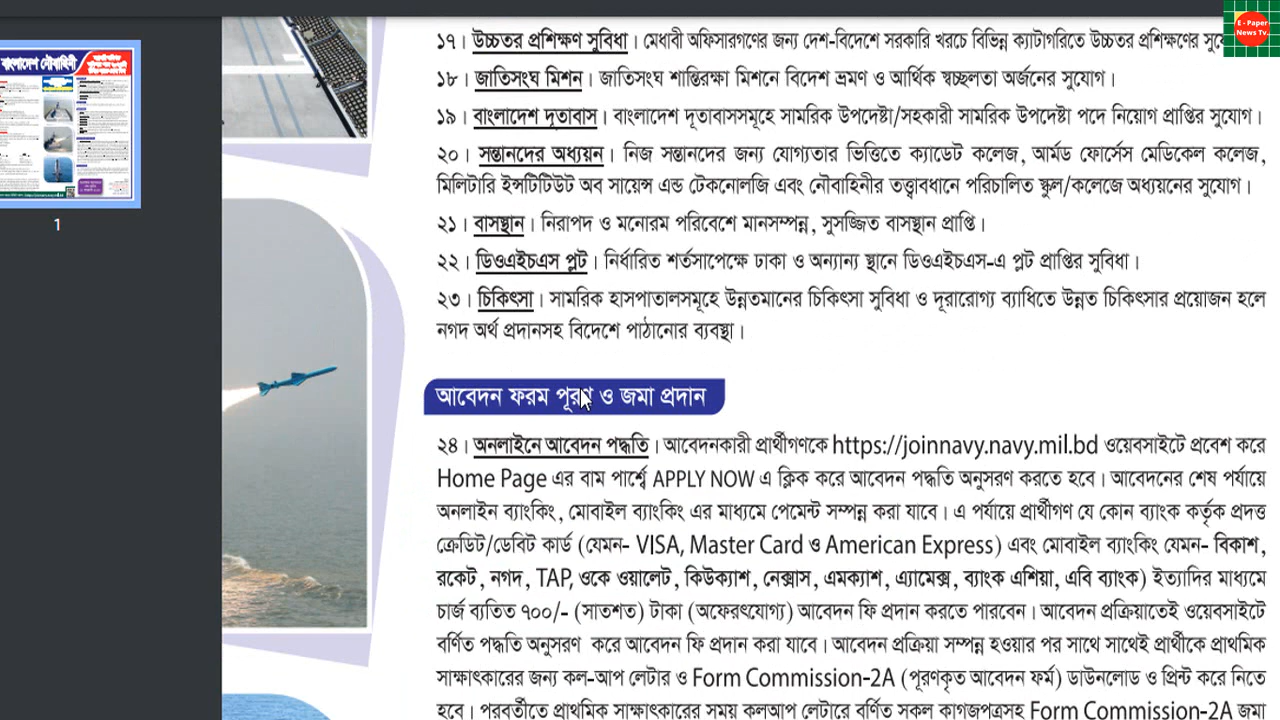 E - Paper
News Tv
বাংলাদেশ নৌবাহিনী
1
১৭। উচ্চতর প্রশিক্ষণ সুবিধা। মেধাবী অফিসারগণের জন্য দেশ-বিদেশে সরকারি খরচে বিভিন্ন ক্যাটাগরিতে উচ্চতর প্রশিক্ষণের
১৮। জাতিসংঘ মিশন। জাতিসংঘ শান্তিরক্ষা মিশনে বিদেশ ভ্রমণ ও আর্থিক স্বচ্ছলতা অর্জনের সুযোগ।
১৯। বাংলাদেশ দূতাবাস। বাংলাদেশ দূতাবাসসমূহে সামরিক উপদেষ্টা/সহকারী সামরিক উপদেষ্টা পদে নিয়োগ প্রাপ্তির সুযোগ।
২০। সন্তানদের অধ্যয়ন। নিজ সন্তানদের জন্য যোগ্যতার ভিত্তিতে ক্যাডেট কলেজ, আর্মড ফোর্সেস মেডিকেল কলেজ,
মিলিটারি ইন্সটিটিউট অব সায়েন্স এন্ড টেকনোলজি এবং নৌবাহিনীর তত্ত্বাবধানে পরিচালিত স্কুল/কলেজে অধ্যয়নের সুযোগ।
২১। বাসস্থান। নিরাপদ ও মনোরম পরিবেশে মানসম্পন্ন, সুসজ্জিত বাসস্থান প্রাপ্তি।
২২। ডিওএইচএস প্লট। নির্ধারিত শর্তসাপেক্ষে ঢাকা ও অন্যান্য স্থানে ডিওএইচএস-এ প্লট প্রাপ্তির সুবিধা।
২৩। চিকিৎসা। সামরিক হাসপাতালসমূহে উন্নতমানের চিকিৎসা সুবিধা ও দূরারোগ্য ব্যাধিতে উন্নত চিকিৎসার প্রয়োজন হলে
নগদ অর্থ প্রদানসহ বিদেশে পাঠানোর ব্যবস্থা।
আবেদন ফরম পূরণ ও জমা প্রদান
২৪। অনলাইনে আবেদন পদ্ধতি। আবেদনকারী প্রার্থীগণকে https://joinnavy.navy.mil.bd ওয়েবসাইটে প্রবেশ করে
Home Page এর বাম পার্শ্বে APPLY NOW এ ক্লিক করে আবেদন পদ্ধতি অনুসরণ করতে হবে। আবেদনের শেষ পর্যায়ে
অনলাইন ব্যাংকিং, মোবাইল ব্যাংকিং এর মাধ্যমে পেমেন্ট সম্পন্ন করা যাবে। এ পর্যায়ে প্রার্থীগণ যে কোন ব্যাংক কর্তৃক প্রদত্ত
ক্রেডিট/ডেবিট কার্ড (যেমন- VISA, Master Card ও American Express) এবং মোবাইল ব্যাংকিং যেমন- বিকাশ,
রকেট, নগদ, TAP, ওকে ওয়ালেট, কিউক্যাশ, নেক্সাস, এমক্যাশ, এ্যামেক্স, ব্যাংক এশিয়া, এবি ব্যাংক) ইত্যাদির মাধ্যমে
চার্জ ব্যতিত ৭০০/- (সাতশত) টাকা (অফেরৎযোগ্য) আবেদন ফি প্রদান করতে পারবেন। আবেদন প্রক্রিয়াতেই ওয়েবসাইটে
বর্ণিত পদ্ধতি অনুসরণ করে আবেদন ফি প্রদান করা যাবে। আবেদন প্রক্রিয়া সম্পন্ন হওয়ার পর সাথে সাথেই প্রার্থীকে প্রাথমিক
সাক্ষাৎকারের জন্য কল-আপ লেটার ও Form Commission-2A (পূরণকৃত আবেদন ফর্ম) ডাউনলোড ও প্রিন্ট করে নিতে
হবে। পরবর্তীতে প্রাথমিক সাক্ষাৎকারের সময় কলআপ লেটারে বর্ণিত সকল কাগজপত্রসহ Form Commission-2A জমা